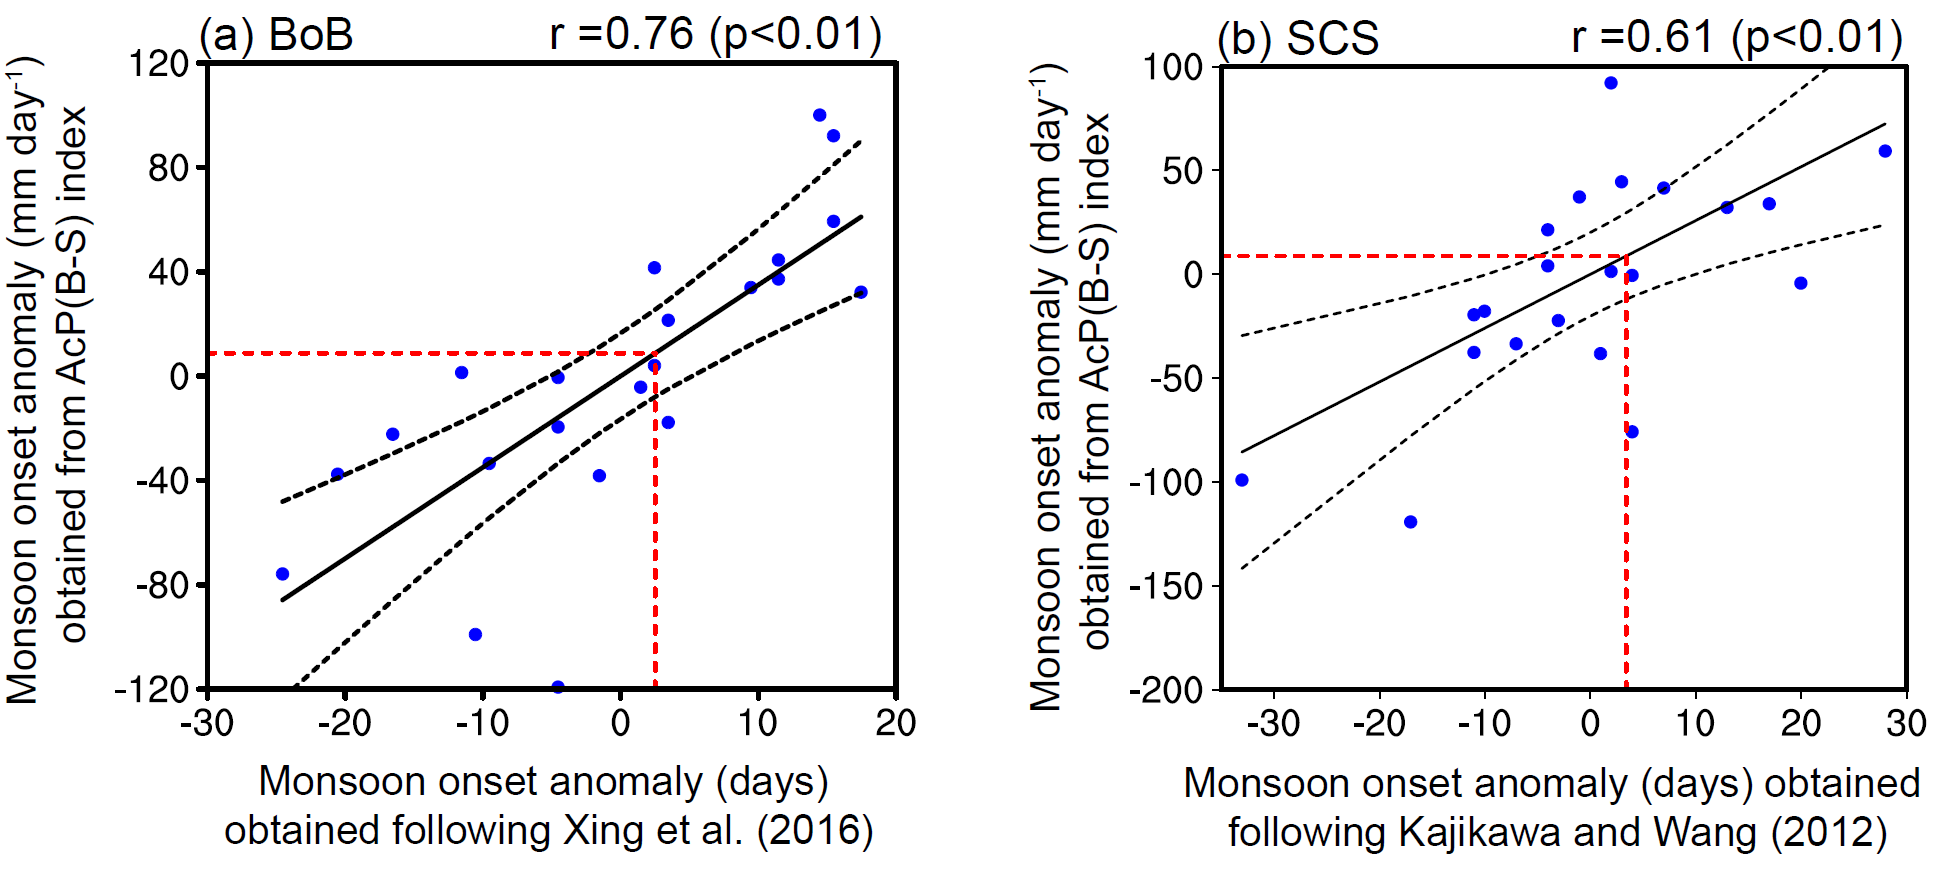 (a) BoB r =0.76 (p<0.01)
Monsoon onset anomaly (mm day-1)
obtained from AcP(B-S) index
120
80
40
0
-40
-80
-120
-30 -20 -10 0 10 20
Monsoon onset anomaly (days)
obtained following Xing et al. (2016)
(b) SCS r =0.61 (p<0.01)
Monsoon onset anomaly (mm day-1)
obtained from AcP(B-S) index
100
50
0
-50
-100
-150
-200
-30 -20 -10 0 10 20 30
Monsoon onset anomaly (days) obtained
following Kajikawa and Wang (2012)